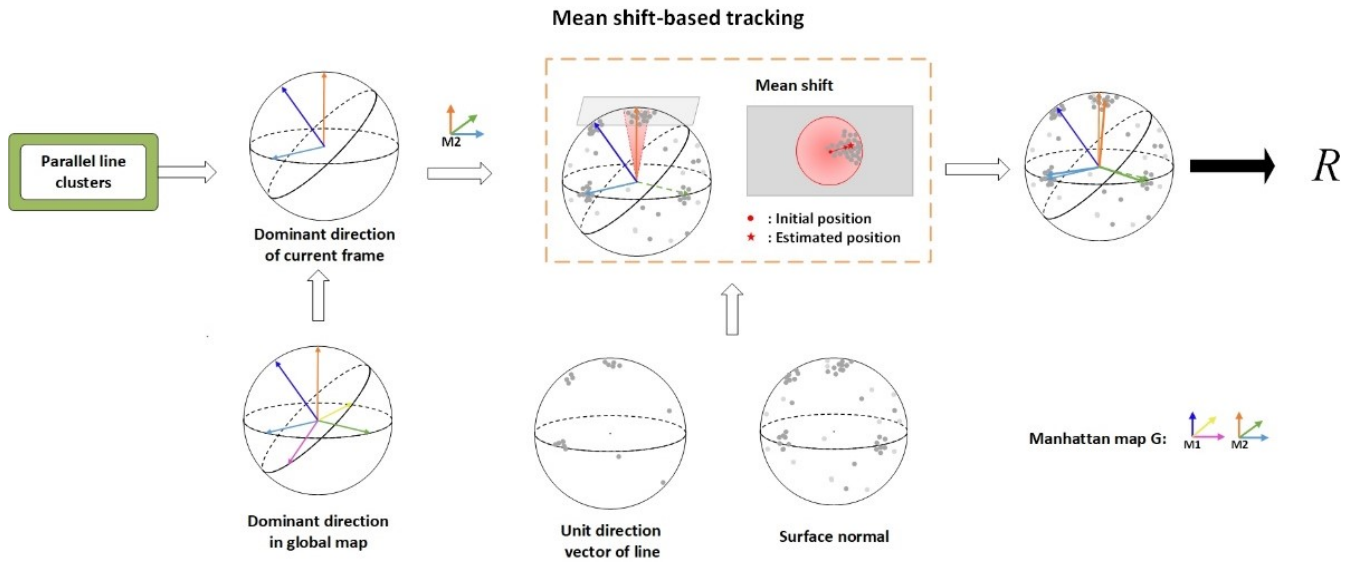 Mean shift-based tracking
Parallel line
clusters
Dominant direction
of current frame
M2
Mean shift
: Initial position
: Estimated position
R
Dominant direction
in global map
Unit direction
vector of line
Surface normal
Manhattan map G:
M1
M2